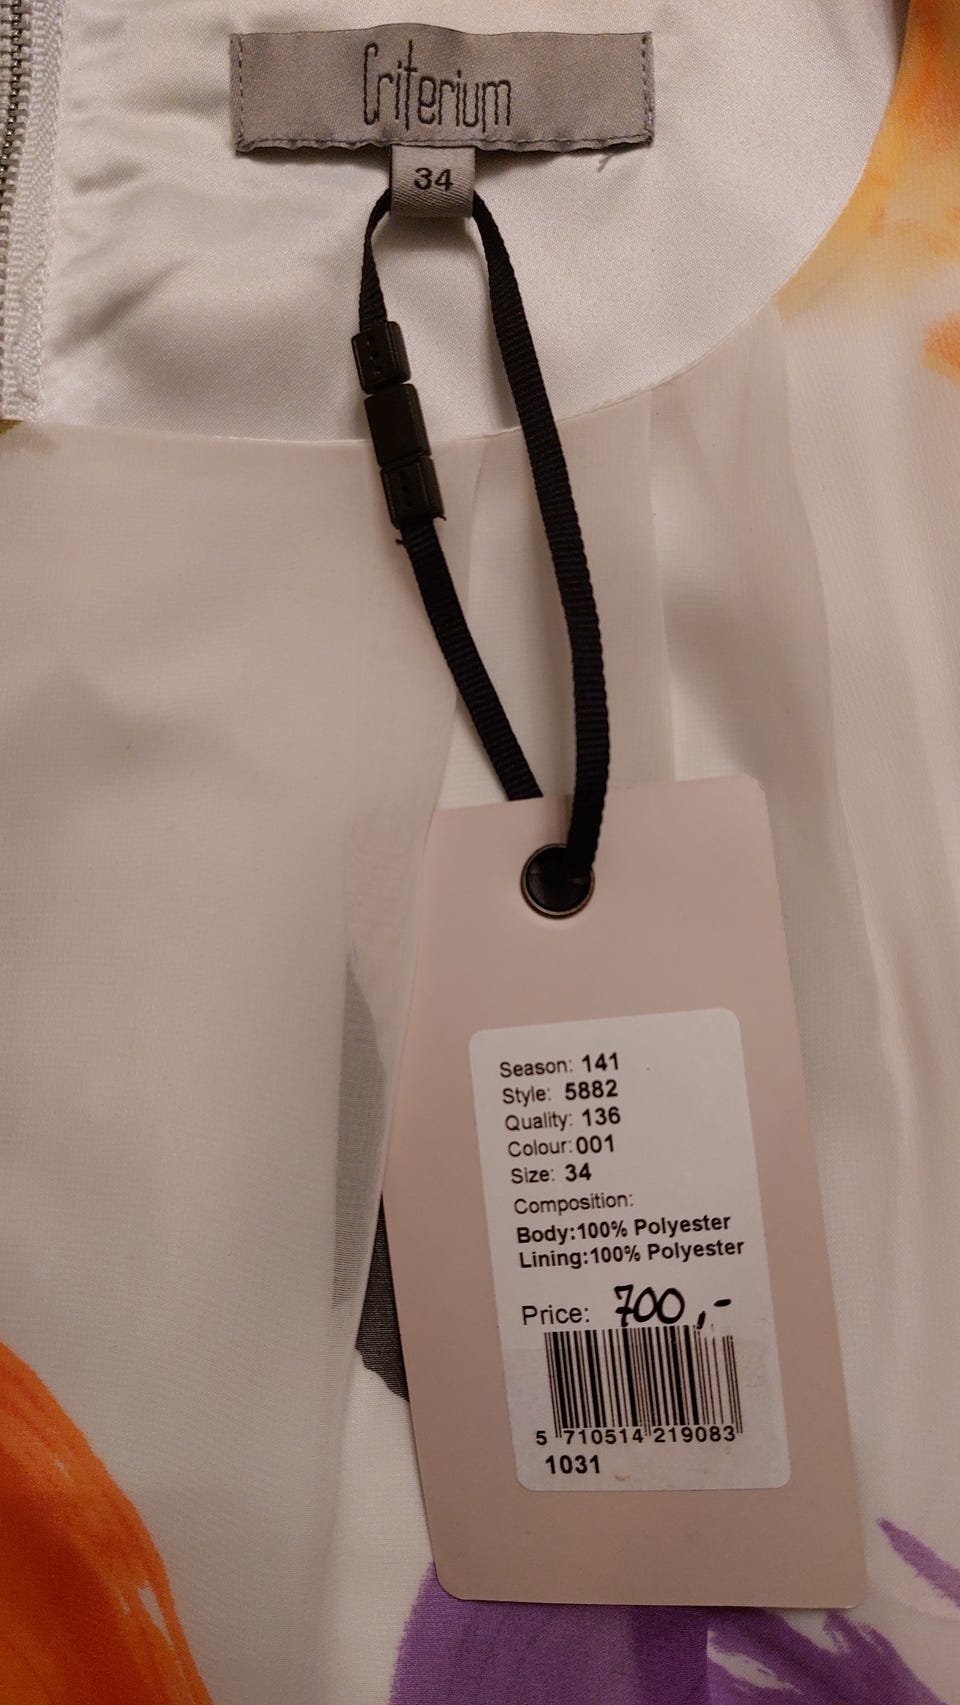 Criterium
34
Season: 141
Style: 5882
Quality: 136
Colour: 001
Size: 34
Composition:
Body:100% Polyester
Lining:100% Polyester
Price: 700,-
5 710514 219083
1031